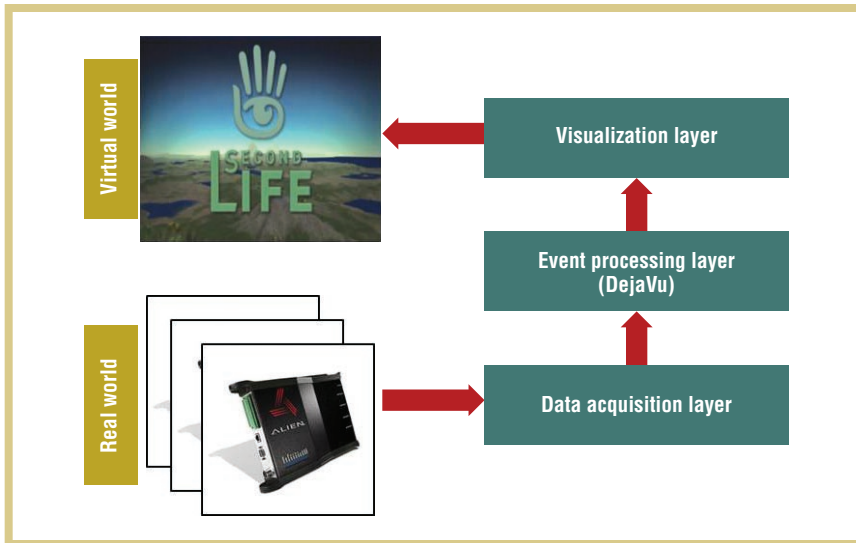 Virtual world
SECOND
LIFE
Visualization layer
Event processing layer
(DejaVu)
Real world
ALIEN
Data acquisition layer